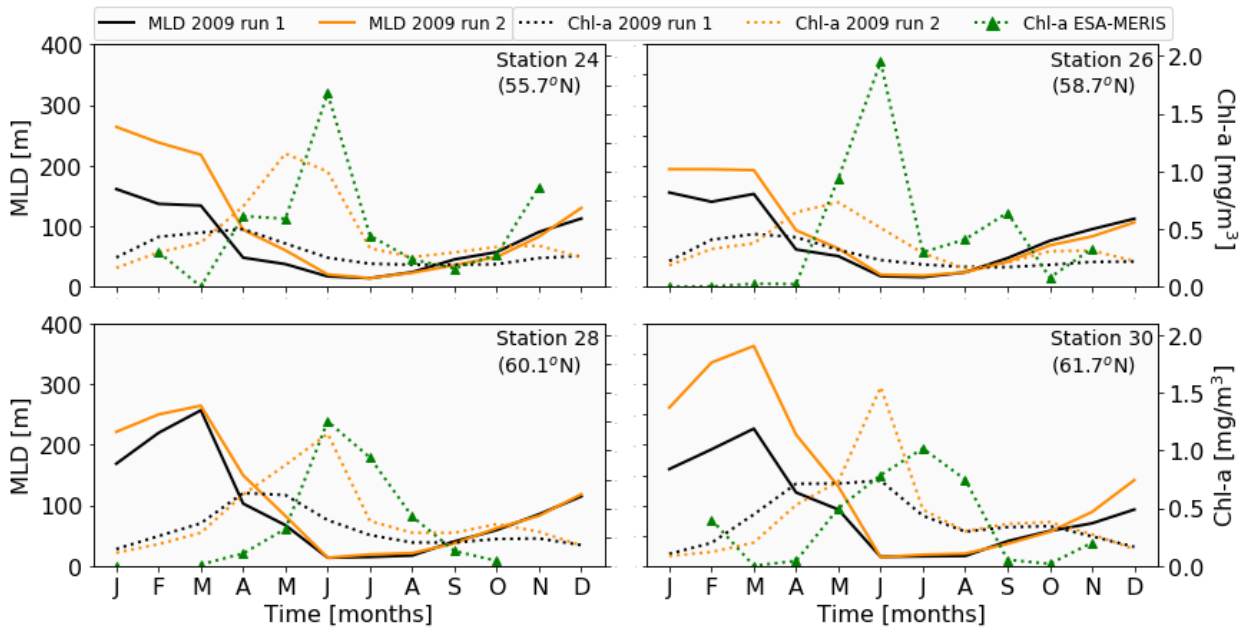 MLD 2009 run 1 MLD 2009 run 2 Chl-a 2009 run 1 Chl-a 2009 run 2 Chl-a ESA-MERIS
400
300
200
100
0
MLD [m]
Station 24
(55.7°N)
Station 26
(58.7°N)
2.0
1.5
1.0
0.5
0.0
Chl-a [mg/m³]
400
300
200
100
0
MLD [m]
Station 28
(60.1°N)
Station 30
(61.7°N)
2.0
1.5
1.0
0.5
0.0
Chl-a [mg/m³]
J F M A M J J A S O N D
J F M A M J J A S O N D
Time [months]
Time [months]